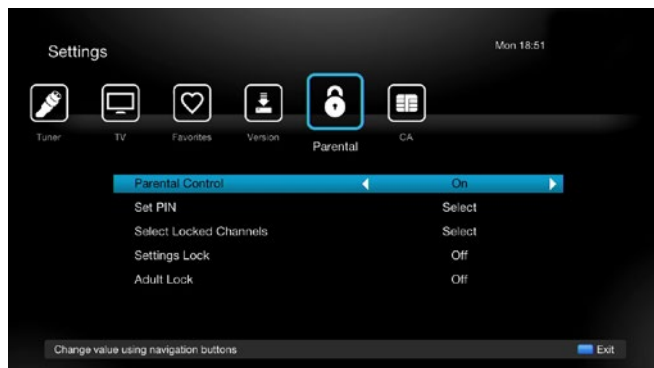 Settings
Mon 18:51
Tuner TV Favorites Version Parental CA
Parental Control On
Set PIN Select
Select Locked Channels Select
Settings Lock Off
Adult Lock Off
Change value using navigation buttons Exit